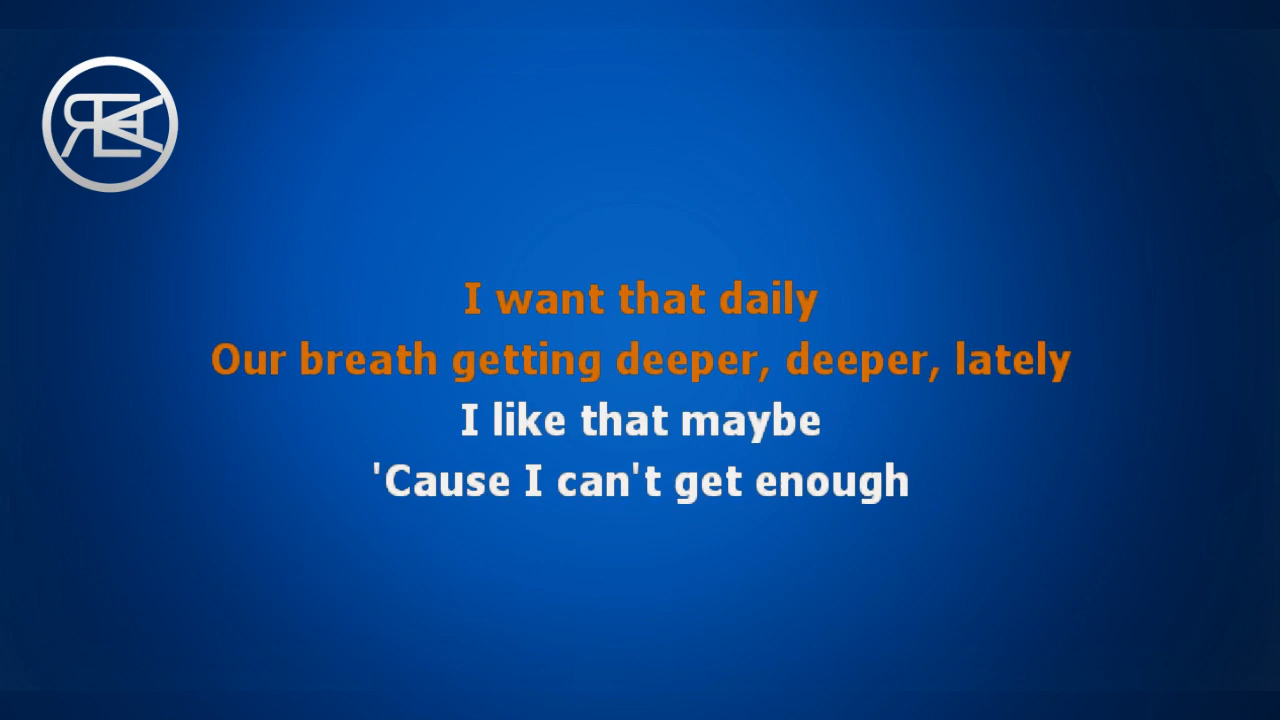 I want that daily
Our breath getting deeper, deeper, lately
I like that maybe
'Cause I can't get enough